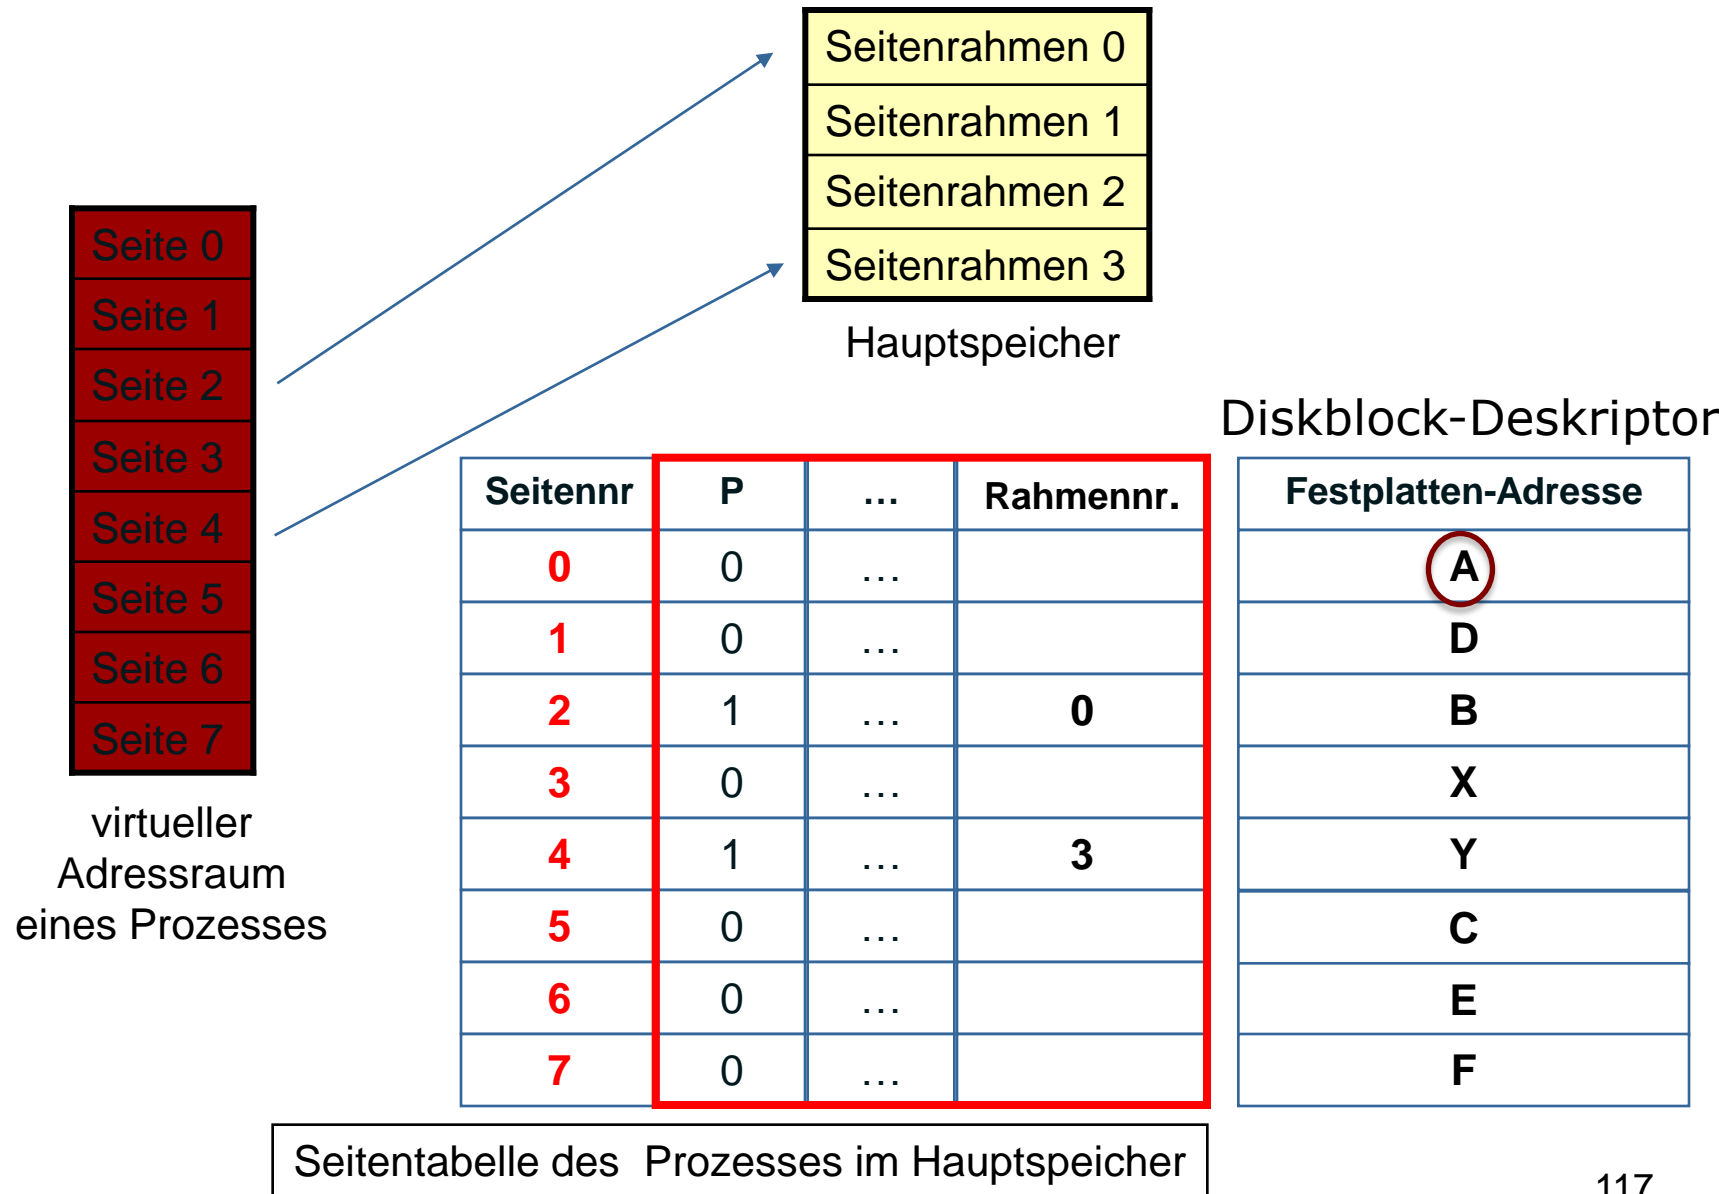 Seitenrahmen 0
Seitenrahmen 1
Seitenrahmen 2
Seitenrahmen 3
Hauptspeicher
Seite 0
Seite 1
Seite 2
Seite 3
Seite 4
Seite 5
Seite 6
Seite 7
virtueller
Adressraum
eines Prozesses
Diskblock-Deskriptor
Seitennr P … Rahmennr. Festplatten-Adresse
0 0 … A
1 0 … D
2 1 … 0 B
3 0 … X
4 1 … 3 Y
5 0 … C
6 0 … E
7 0 … F
Seitentabelle des Prozesses im Hauptspeicher
117